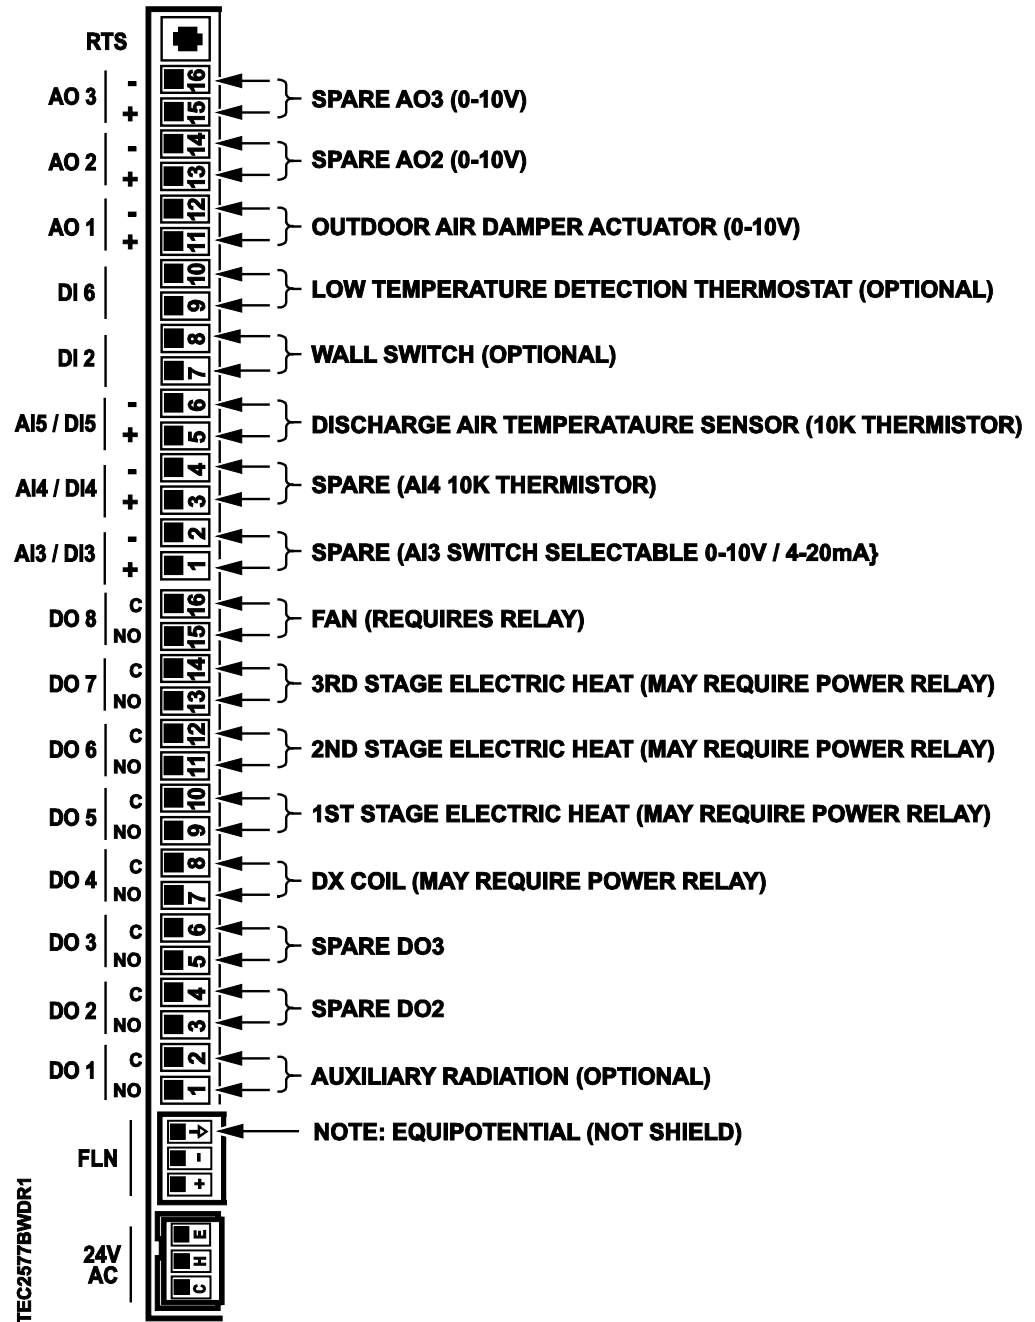 RTS
AO 3 - 16 SPARE AO3 (0-10V)
+ 15
AO 2 - 14 SPARE AO2 (0-10V)
+ 13
AO 1 - 12 OUTDOOR AIR DAMPER ACTUATOR (0-10V)
+ 11
DI 6 10 LOW TEMPERATURE DETECTION THERMOSTAT (OPTIONAL)
9
DI 2 8 WALL SWITCH (OPTIONAL)
7
AI5 / DI5 - 6 DISCHARGE AIR TEMPERATAURE SENSOR (10K THERMISTOR)
+ 5
AI4 / DI4 - 4 SPARE (AI4 10K THERMISTOR)
+ 3
AI3 / DI3 - 2 SPARE (AI3 SWITCH SELECTABLE 0-10V / 4-20mA}
+ 1
DO 8 C 16 FAN (REQUIRES RELAY)
NO 15
DO 7 C 14 3RD STAGE ELECTRIC HEAT (MAY REQUIRE POWER RELAY)
NO 13
DO 6 C 12 2ND STAGE ELECTRIC HEAT (MAY REQUIRE POWER RELAY)
NO 11
DO 5 C 10 1ST STAGE ELECTRIC HEAT (MAY REQUIRE POWER RELAY)
NO 9
DO 4 C 8 DX COIL (MAY REQUIRE POWER RELAY)
NO 7
DO 3 C 6 SPARE DO3
NO 5
DO 2 C 4 SPARE DO2
NO 3
DO 1 C 2 AUXILIARY RADIATION (OPTIONAL)
NO 1
NOTE: EQUIPOTENTIAL (NOT SHIELD)
FLN -
+
24V E
AC H
C
TEC2577BWDR1